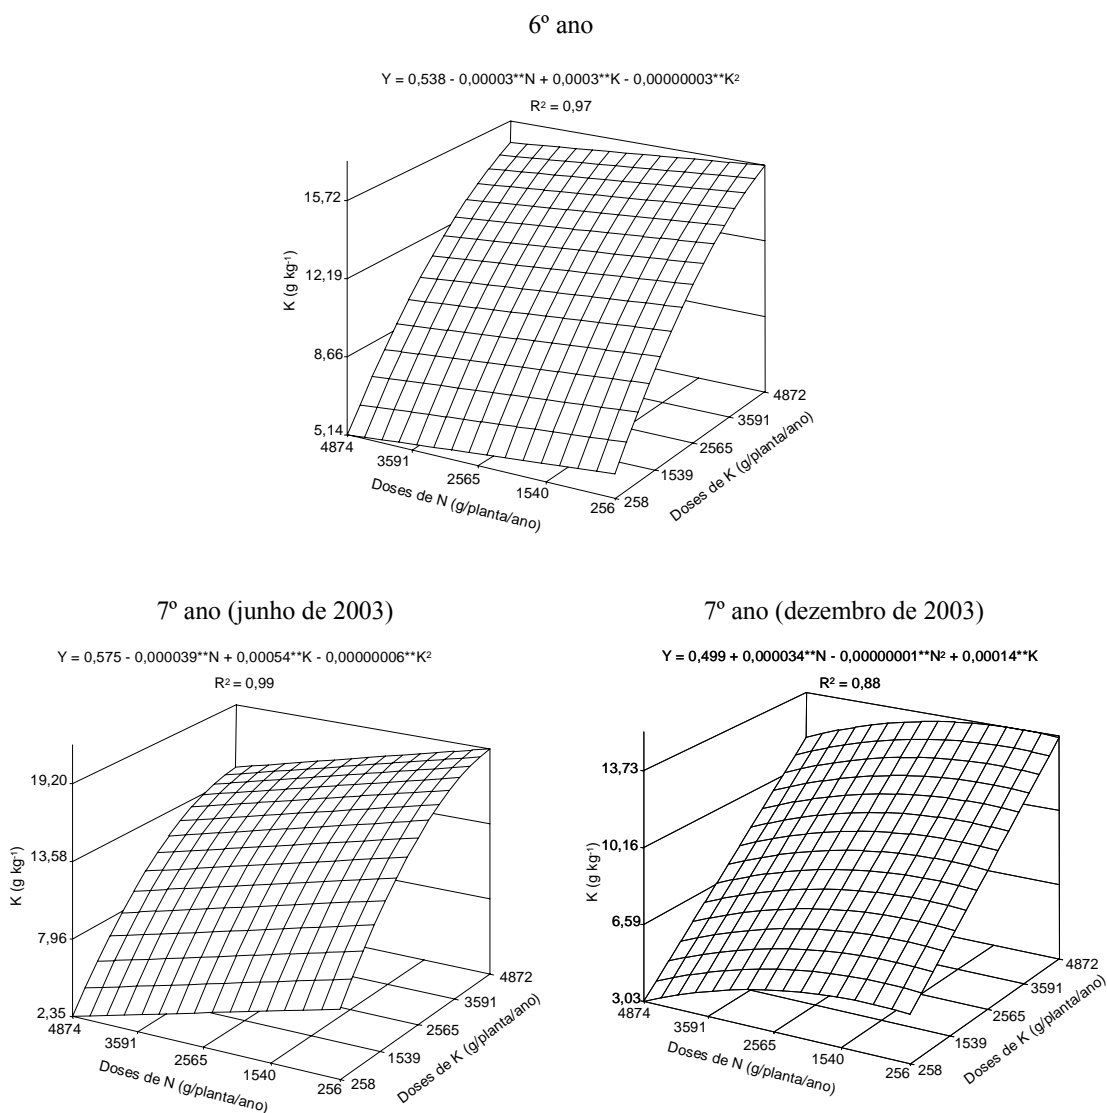 6º ano
Y = 0,538 - 0,00003**N + 0,0003**K - 0,00000003**K²
R² = 0,97
15,72
12,19
8,66
5,14
K (g kg⁻¹)
4874
3591
2565
1540
256
Doses de N (g/planta/ano)
258
1539
2565
3591
4872
Doses de K (g/planta/ano)
7º ano (junho de 2003)
Y = 0,575 - 0,000039**N + 0,00054**K - 0,00000006**K²
R² = 0,99
19,20
13,58
7,96
2,35
K (g kg⁻¹)
4874
3591
2565
1540
256
Doses de N (g/planta/ano)
258
1539
2565
3591
4872
Doses de K (g/planta/ano)
7º ano (dezembro de 2003)
Y = 0,499 + 0,000034**N - 0,00000001**N² + 0,00014**K
R² = 0,88
13,73
10,16
6,59
3,03
K (g kg⁻¹)
4874
3591
2565
1540
256
Doses de N (g/planta/ano)
258
1539
2565
3591
4872
Doses de K (g/planta/ano)